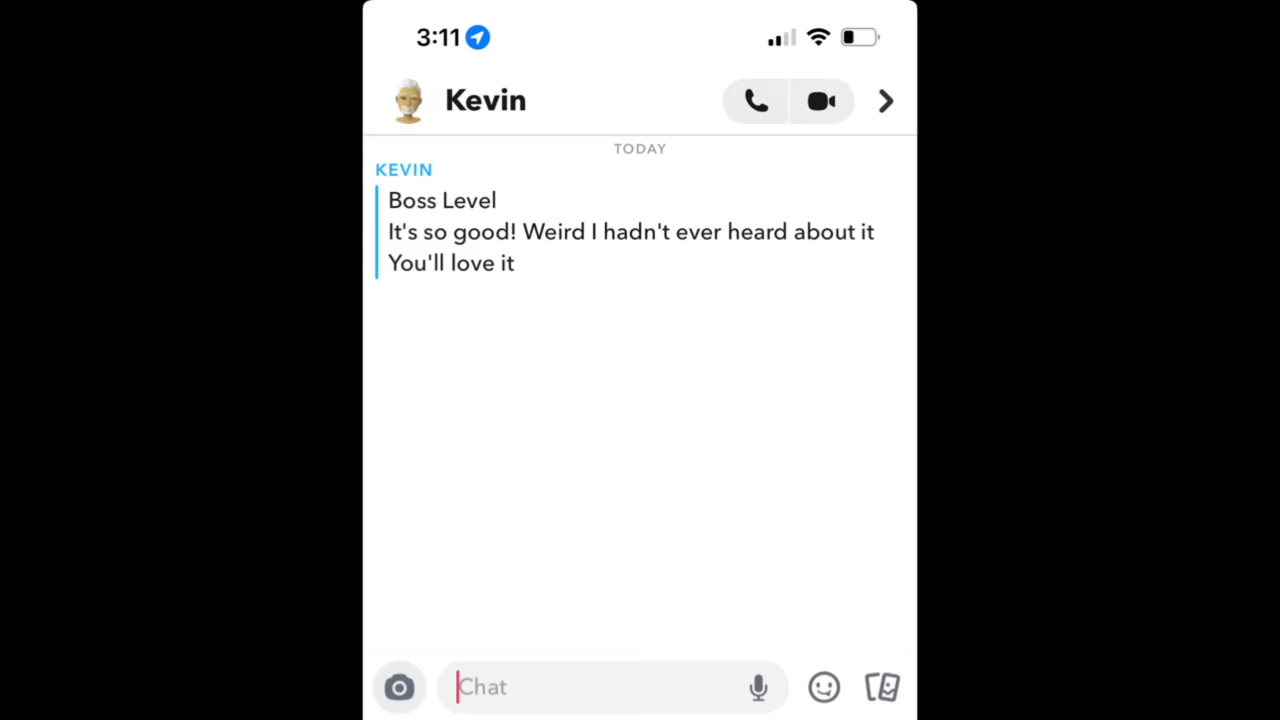 3:11
Kevin
TODAY
KEVIN
Boss Level
It's so good! Weird I hadn't ever heard about it
You'll love it
Chat